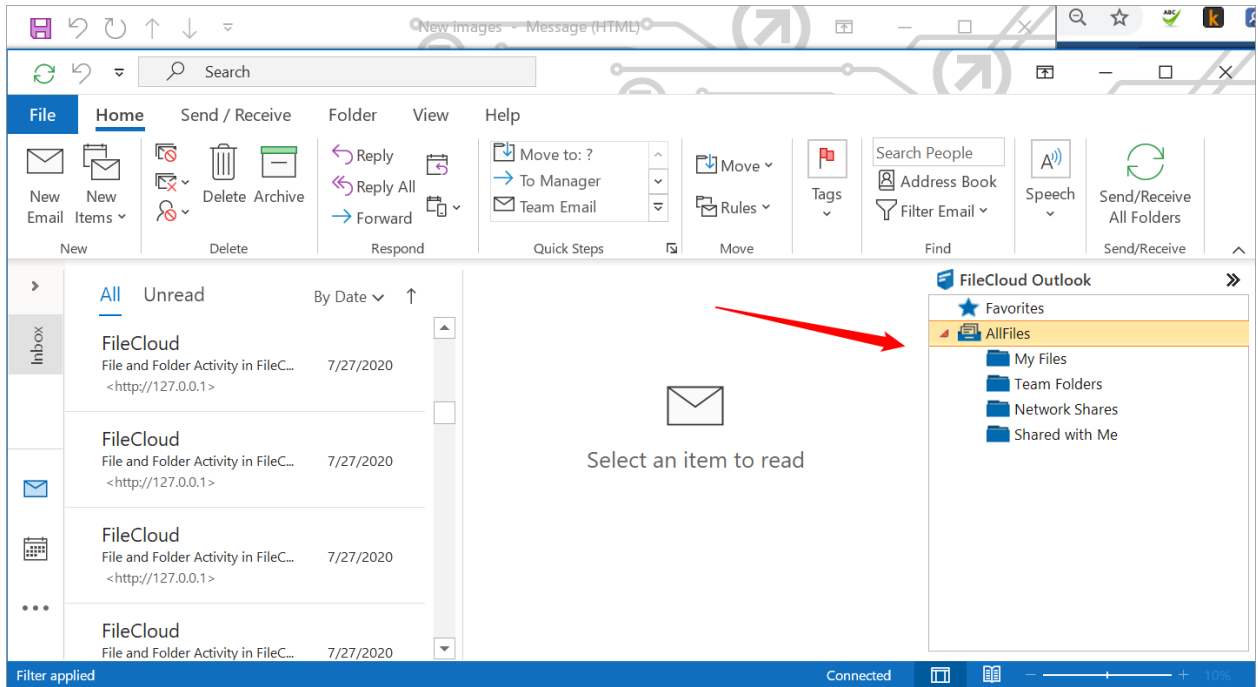 New images - Message (HTML)
ABC
k
Search
File Home Send / Receive Folder View Help
New Email
New Items
Delete
Archive
Reply
Reply All
Forward
Move to: ?
To Manager
Team Email
Move
Rules
Tags
Search People
Address Book
Filter Email
A
Speech
Send/Receive
All Folders
New Delete Respond Quick Steps Move Find Send/Receive
Inbox
All Unread By Date
FileCloud
File and Folder Activity in FileC... 7/27/2020
<http://127.0.0.1>
FileCloud
File and Folder Activity in FileC... 7/27/2020
<http://127.0.0.1>
FileCloud
File and Folder Activity in FileC... 7/27/2020
<http://127.0.0.1>
FileCloud
File and Folder Activity in FileC... 7/27/2020
Select an item to read
FileCloud Outlook
Favorites
AllFiles
My Files
Team Folders
Network Shares
Shared with Me
Filter applied Connected 10%